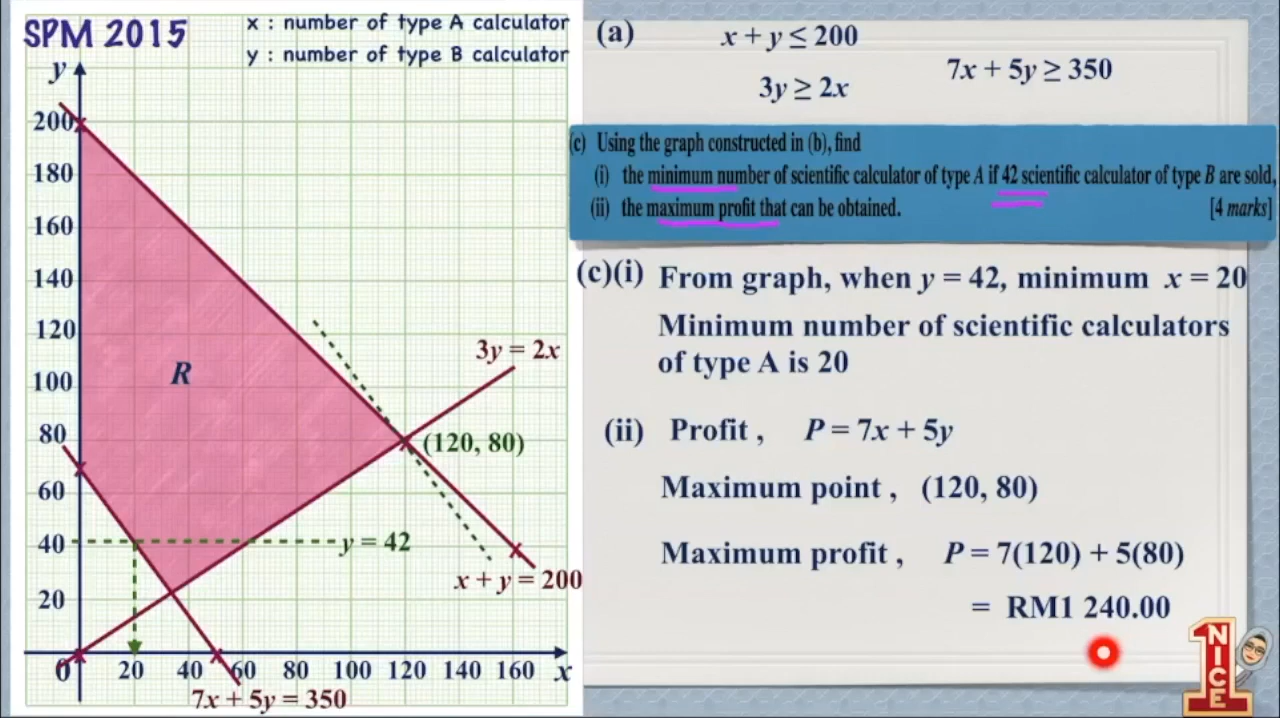 SPM 2015
x : number of type A calculator
y : number of type B calculator
y
200
180
160
140
120
100
80
60
40
20
0
20
40
60
80
100
120
140
160
x
R
3y = 2x
(120, 80)
y = 42
x + y = 200
7x + 5y = 350
(a)
x + y ≤ 200
7x + 5y ≥ 350
3y ≥ 2x
(c) Using the graph constructed in (b), find
(i) the minimum number of scientific calculator of type A if 42 scientific calculator of type B are sold,
(ii) the maximum profit that can be obtained. [4 marks]
(c)(i) From graph, when y = 42, minimum x = 20
Minimum number of scientific calculators
of type A is 20
(ii) Profit , P = 7x + 5y
Maximum point , (120, 80)
Maximum profit , P = 7(120) + 5(80)
= RM1 240.00
1
NICE